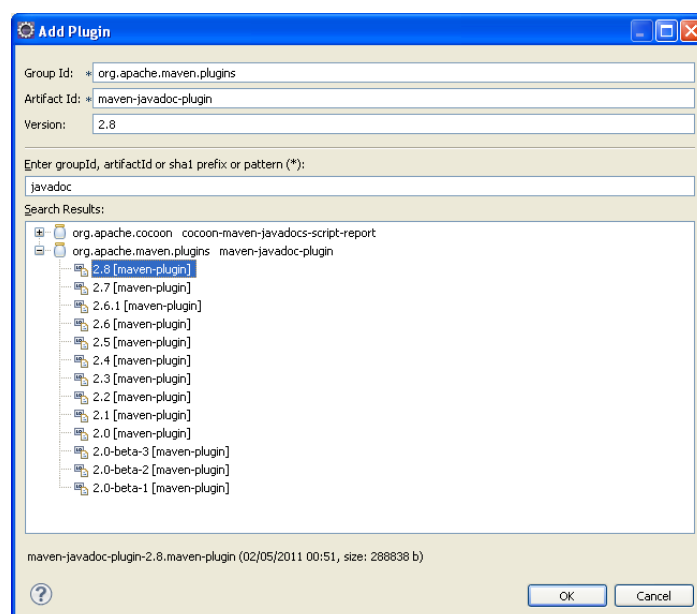 Add Plugin
Group Id: * org.apache.maven.plugins
Artifact Id: * maven-javadoc-plugin
Version: 2.8
Enter groupId, artifactId or sha1 prefix or pattern (*):
javadoc
Search Results:
org.apache.cocoon cocoon-maven-javadocs-script-report
org.apache.maven.plugins maven-javadoc-plugin
2.8 [maven-plugin]
2.7 [maven-plugin]
2.6.1 [maven-plugin]
2.6 [maven-plugin]
2.5 [maven-plugin]
2.4 [maven-plugin]
2.3 [maven-plugin]
2.2 [maven-plugin]
2.1 [maven-plugin]
2.0 [maven-plugin]
2.0-beta-3 [maven-plugin]
2.0-beta-2 [maven-plugin]
2.0-beta-1 [maven-plugin]
maven-javadoc-plugin-2.8.maven-plugin (02/05/2011 00:51, size: 288838 b)
? OK Cancel